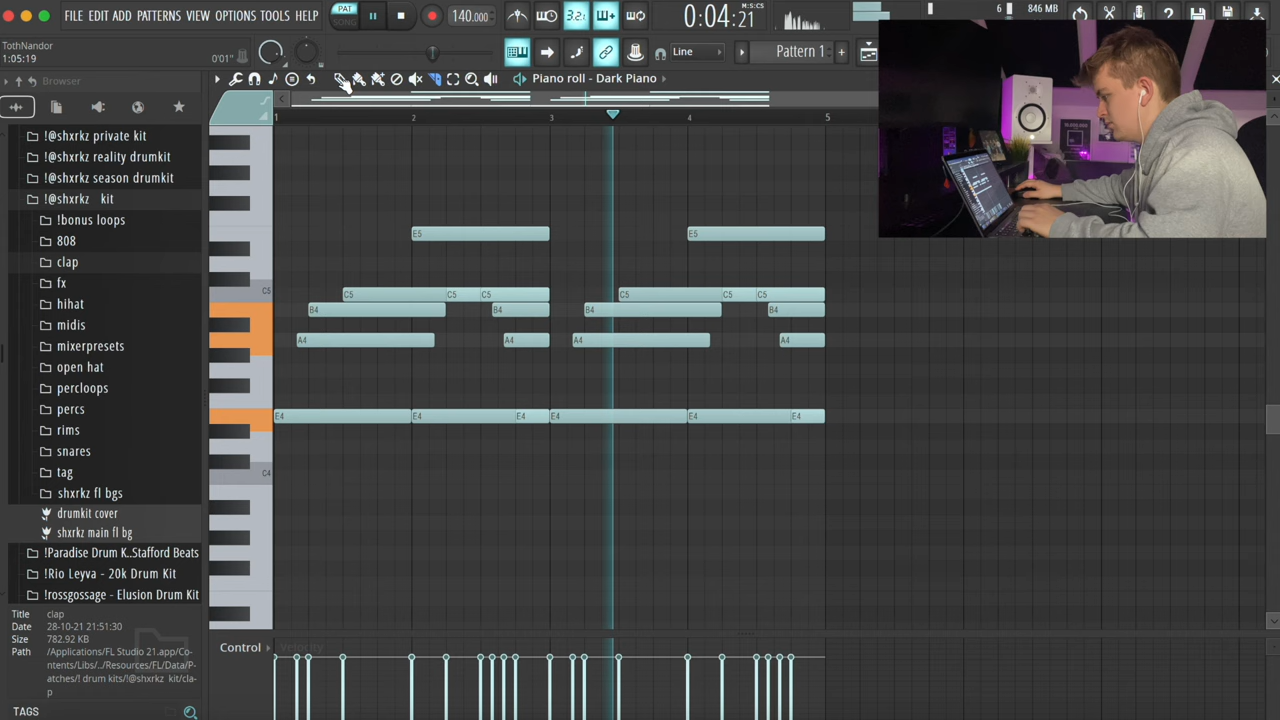 FILE EDIT ADD PATTERNS VIEW OPTIONS TOOLS HELP
PAT
SONG
140.000
3.2.
0:04:21
M:S:CS
6
846 MB
TothNandor
1:05:19
0'01"
Line
Pattern 1
Browser
Piano roll - Dark Piano
1 2 3 4 5
!@shxrkz private kit
!@shxrkz reality drumkit
!@shxrkz season drumkit
!@shxrkz kit
!bonus loops
808
clap
fx
hihat
midis
mixerpresets
open hat
percloops
percs
rims
snares
tag
shxrkz fl bgs
drumkit cover
shxrkz main fl bg
!Paradise Drum K..Stafford Beats
!Rio Leyva - 20k Drum Kit
!rossgossage - Elusion Drum Kit
E5 E5
C5 C5 C5 C5 C5 C5 C5
B4 B4 B4 B4
A4 A4 A4 A4
E4 E4 E4 E4 E4 E4
C4
Control Velocity
Title clap
Date 28-10-21 21:51:30
Size 782.92 KB
Path /Applications/FL Studio 21.app/Co
ntents/Libs/../Resources/FL/Data/P
atches/! drum kits/!@shxrkz kit/cla
p
TAGS